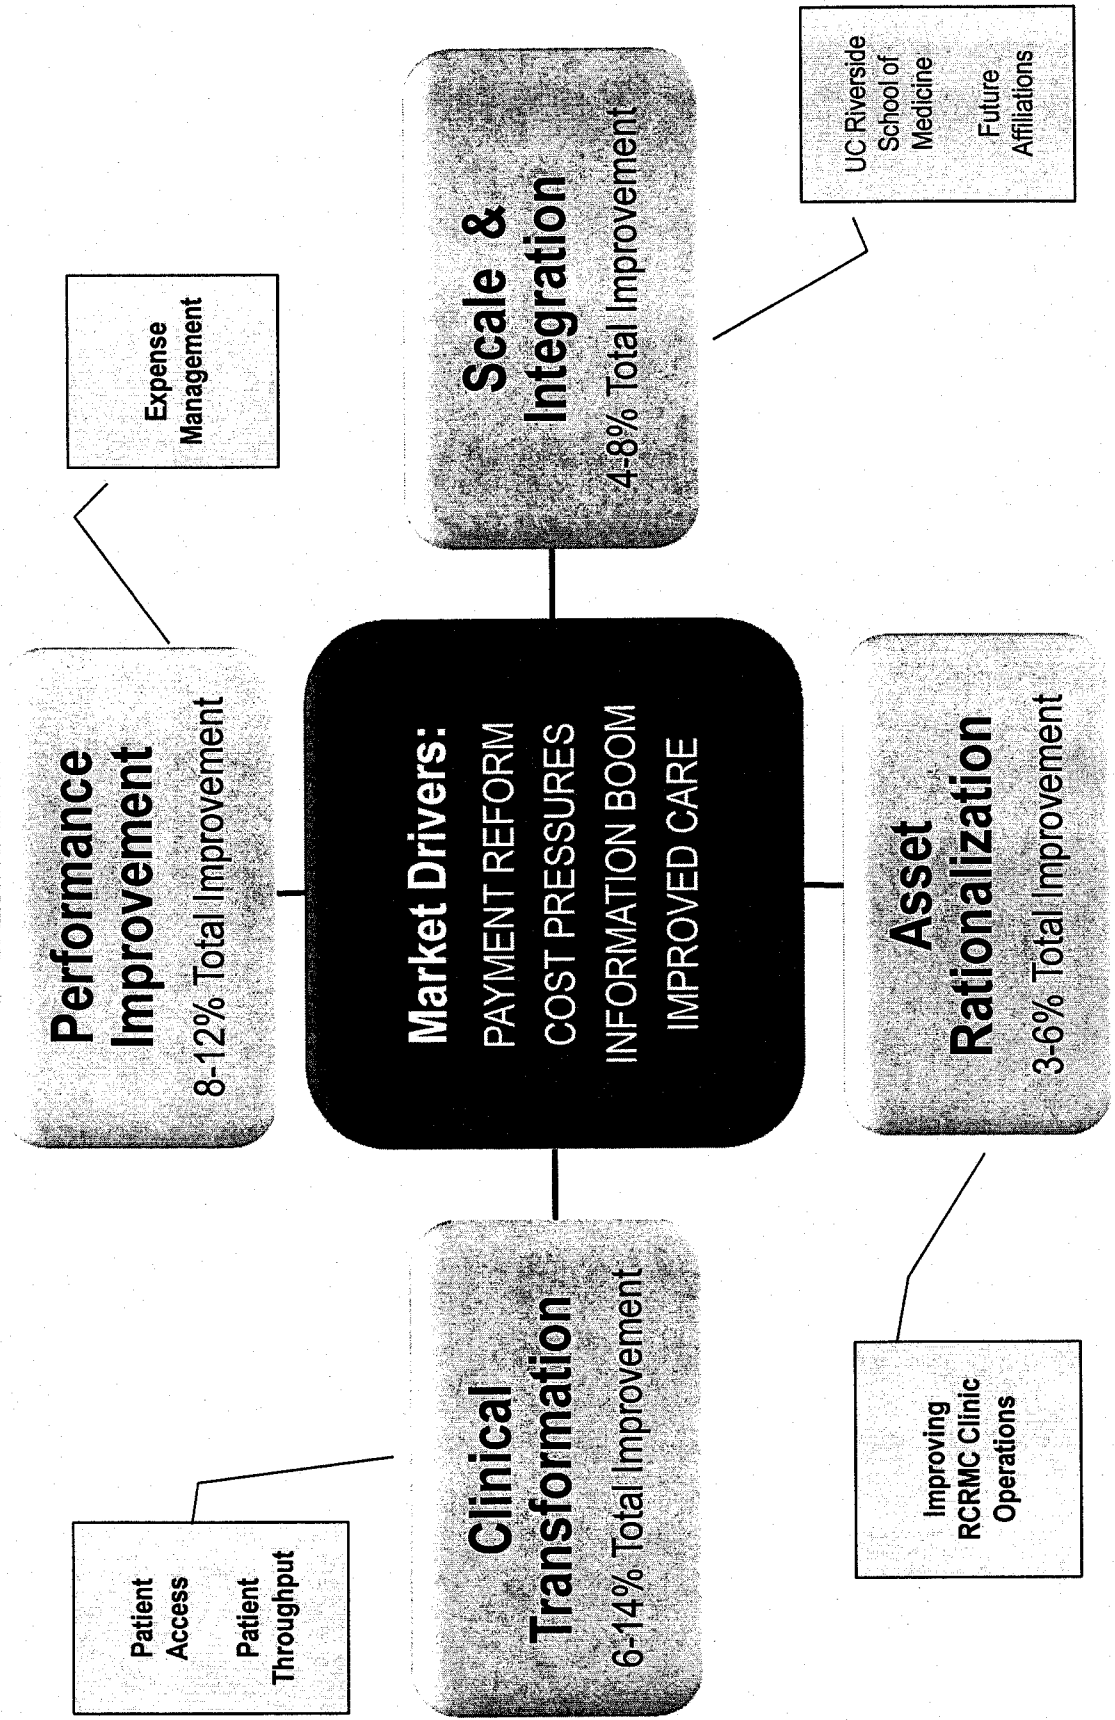 Performance
Improvement
8-12% Total Improvement
Expense
Management
Patient
Access
Patient
Throughput
Clinical
Transformation
6-14% Total Improvement
Market Drivers:
PAYMENT REFORM
COST PRESSURES
INFORMATION BOOM
IMPROVED CARE
Scale &
Integration
4-8% Total Improvement
Improving
RCRMC Clinic
Operations
Asset
Rationalization
3-6% Total Improvement
UC Riverside
School of
Medicine
Future
Affiliations